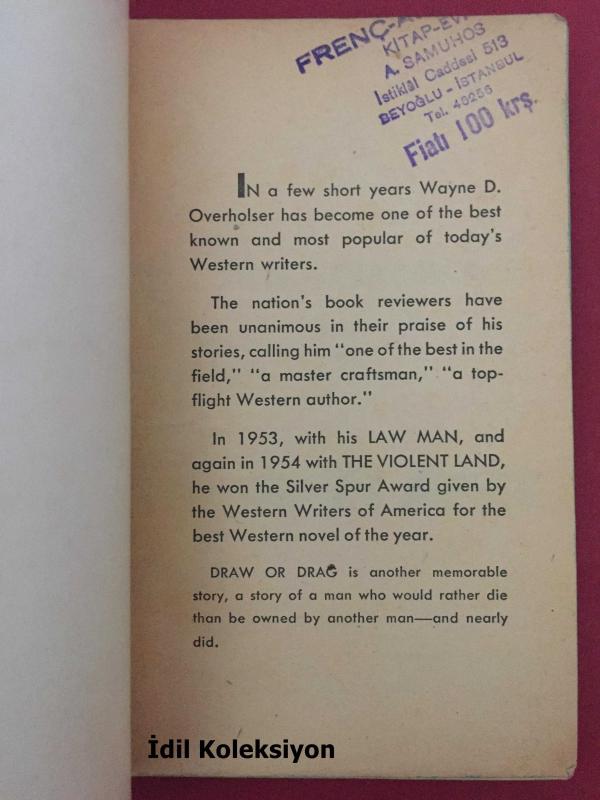 FRENÇ-A
KİTAP-EV
A. SAMUHOS
İstiklâl Caddesi 513
BEYOĞLU - İSTANBUL
Tel. 40256
Fiatı 100 krş.
IN a few short years Wayne D.
Overholser has become one of the best
known and most popular of today's
Western writers.
The nation's book reviewers have
been unanimous in their praise of his
stories, calling him "one of the best in the
field," "a master craftsman," "a top-
flight Western author."
In 1953, with his LAW MAN, and
again in 1954 with THE VIOLENT LAND,
he won the Silver Spur Award given by
the Western Writers of America for the
best Western novel of the year.
DRAW OR DRAG is another memorable
story, a story of a man who would rather die
than be owned by another man—and nearly
did.
İdil Koleksiyon